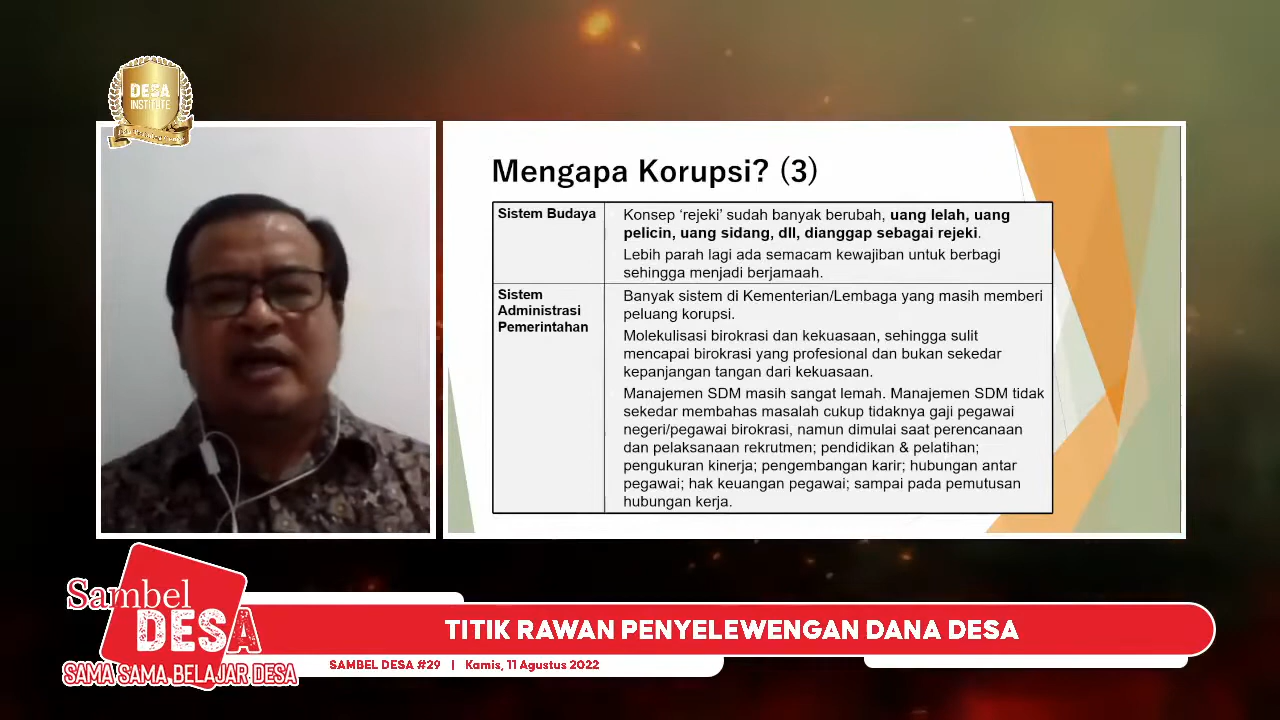 DESA
INSTITUTE
Mengapa Korupsi? (3)
Sistem Budaya
Konsep ‘rejeki’ sudah banyak berubah, uang lelah, uang
pelicin, uang sidang, dll, dianggap sebagai rejeki.
Lebih parah lagi ada semacam kewajiban untuk berbagi
sehingga menjadi berjamaah.
Sistem
Administrasi
Pemerintahan
Banyak sistem di Kementerian/Lembaga yang masih memberi
peluang korupsi.
Molekulisasi birokrasi dan kekuasaan, sehingga sulit
mencapai birokrasi yang profesional dan bukan sekedar
kepanjangan tangan dari kekuasaan.
Manajemen SDM masih sangat lemah. Manajemen SDM tidak
sekedar membahas masalah cukup tidaknya gaji pegawai
negeri/pegawai birokrasi, namun dimulai saat perencanaan
dan pelaksanaan rekrutmen; pendidikan & pelatihan;
pengukuran kinerja; pengembangan karir; hubungan antar
pegawai; hak keuangan pegawai; sampai pada pemutusan
hubungan kerja.
Sambel
DESA
SAMA SAMA BELAJAR DESA
TITIK RAWAN PENYELEWENGAN DANA DESA
SAMBEL DESA #29 | Kamis, 11 Agustus 2022